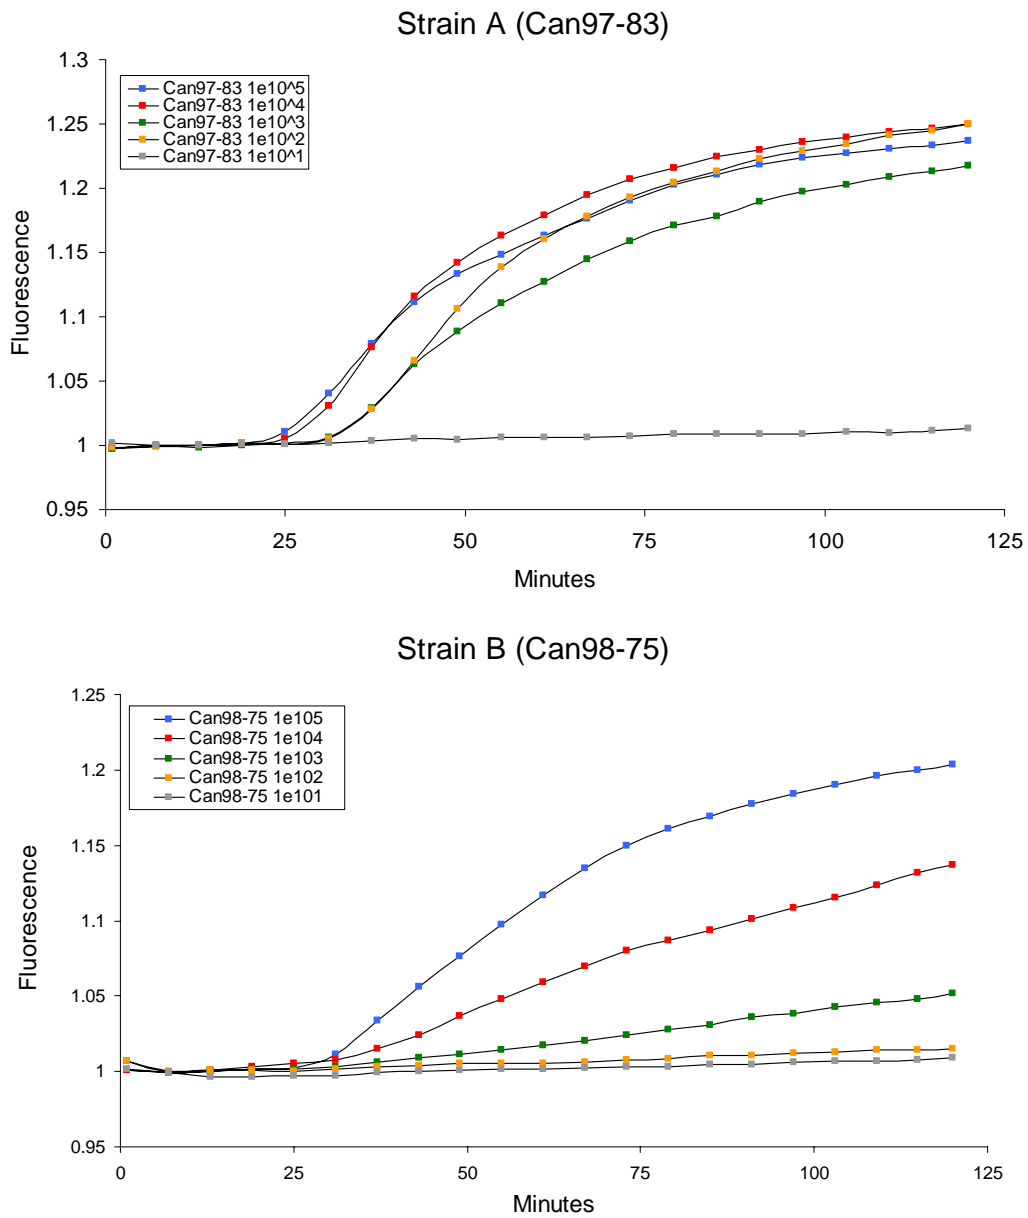 Strain A (Can97-83)
1.3
Can97-83 1e10^5
Can97-83 1e10^4
Can97-83 1e10^3
Can97-83 1e10^2
Can97-83 1e10^1
1.25
1.2
1.15
1.1
1.05
1
0.95
Fluorescence
0 25 50 75 100 125
Minutes
Strain B (Can98-75)
1.25
Can98-75 1e105
Can98-75 1e104
Can98-75 1e103
Can98-75 1e102
Can98-75 1e101
1.2
1.15
1.1
1.05
1
0.95
Fluorescence
0 25 50 75 100 125
Minutes